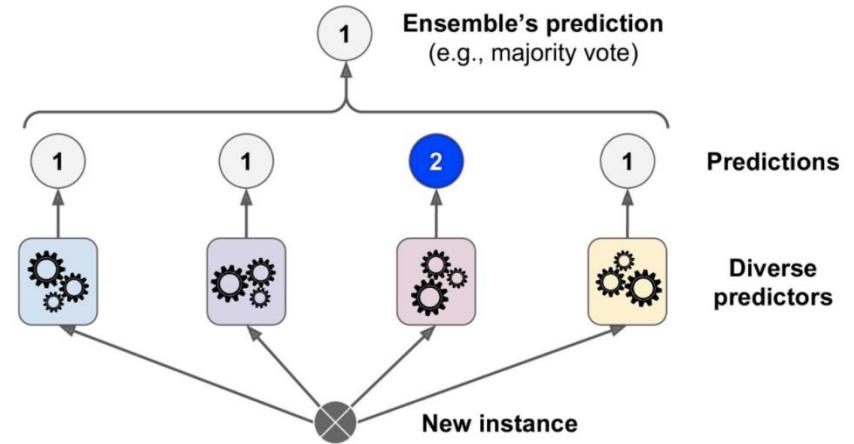 1
Ensemble’s prediction
(e.g., majority vote)
1 1 2 1 Predictions
Diverse
predictors
New instance